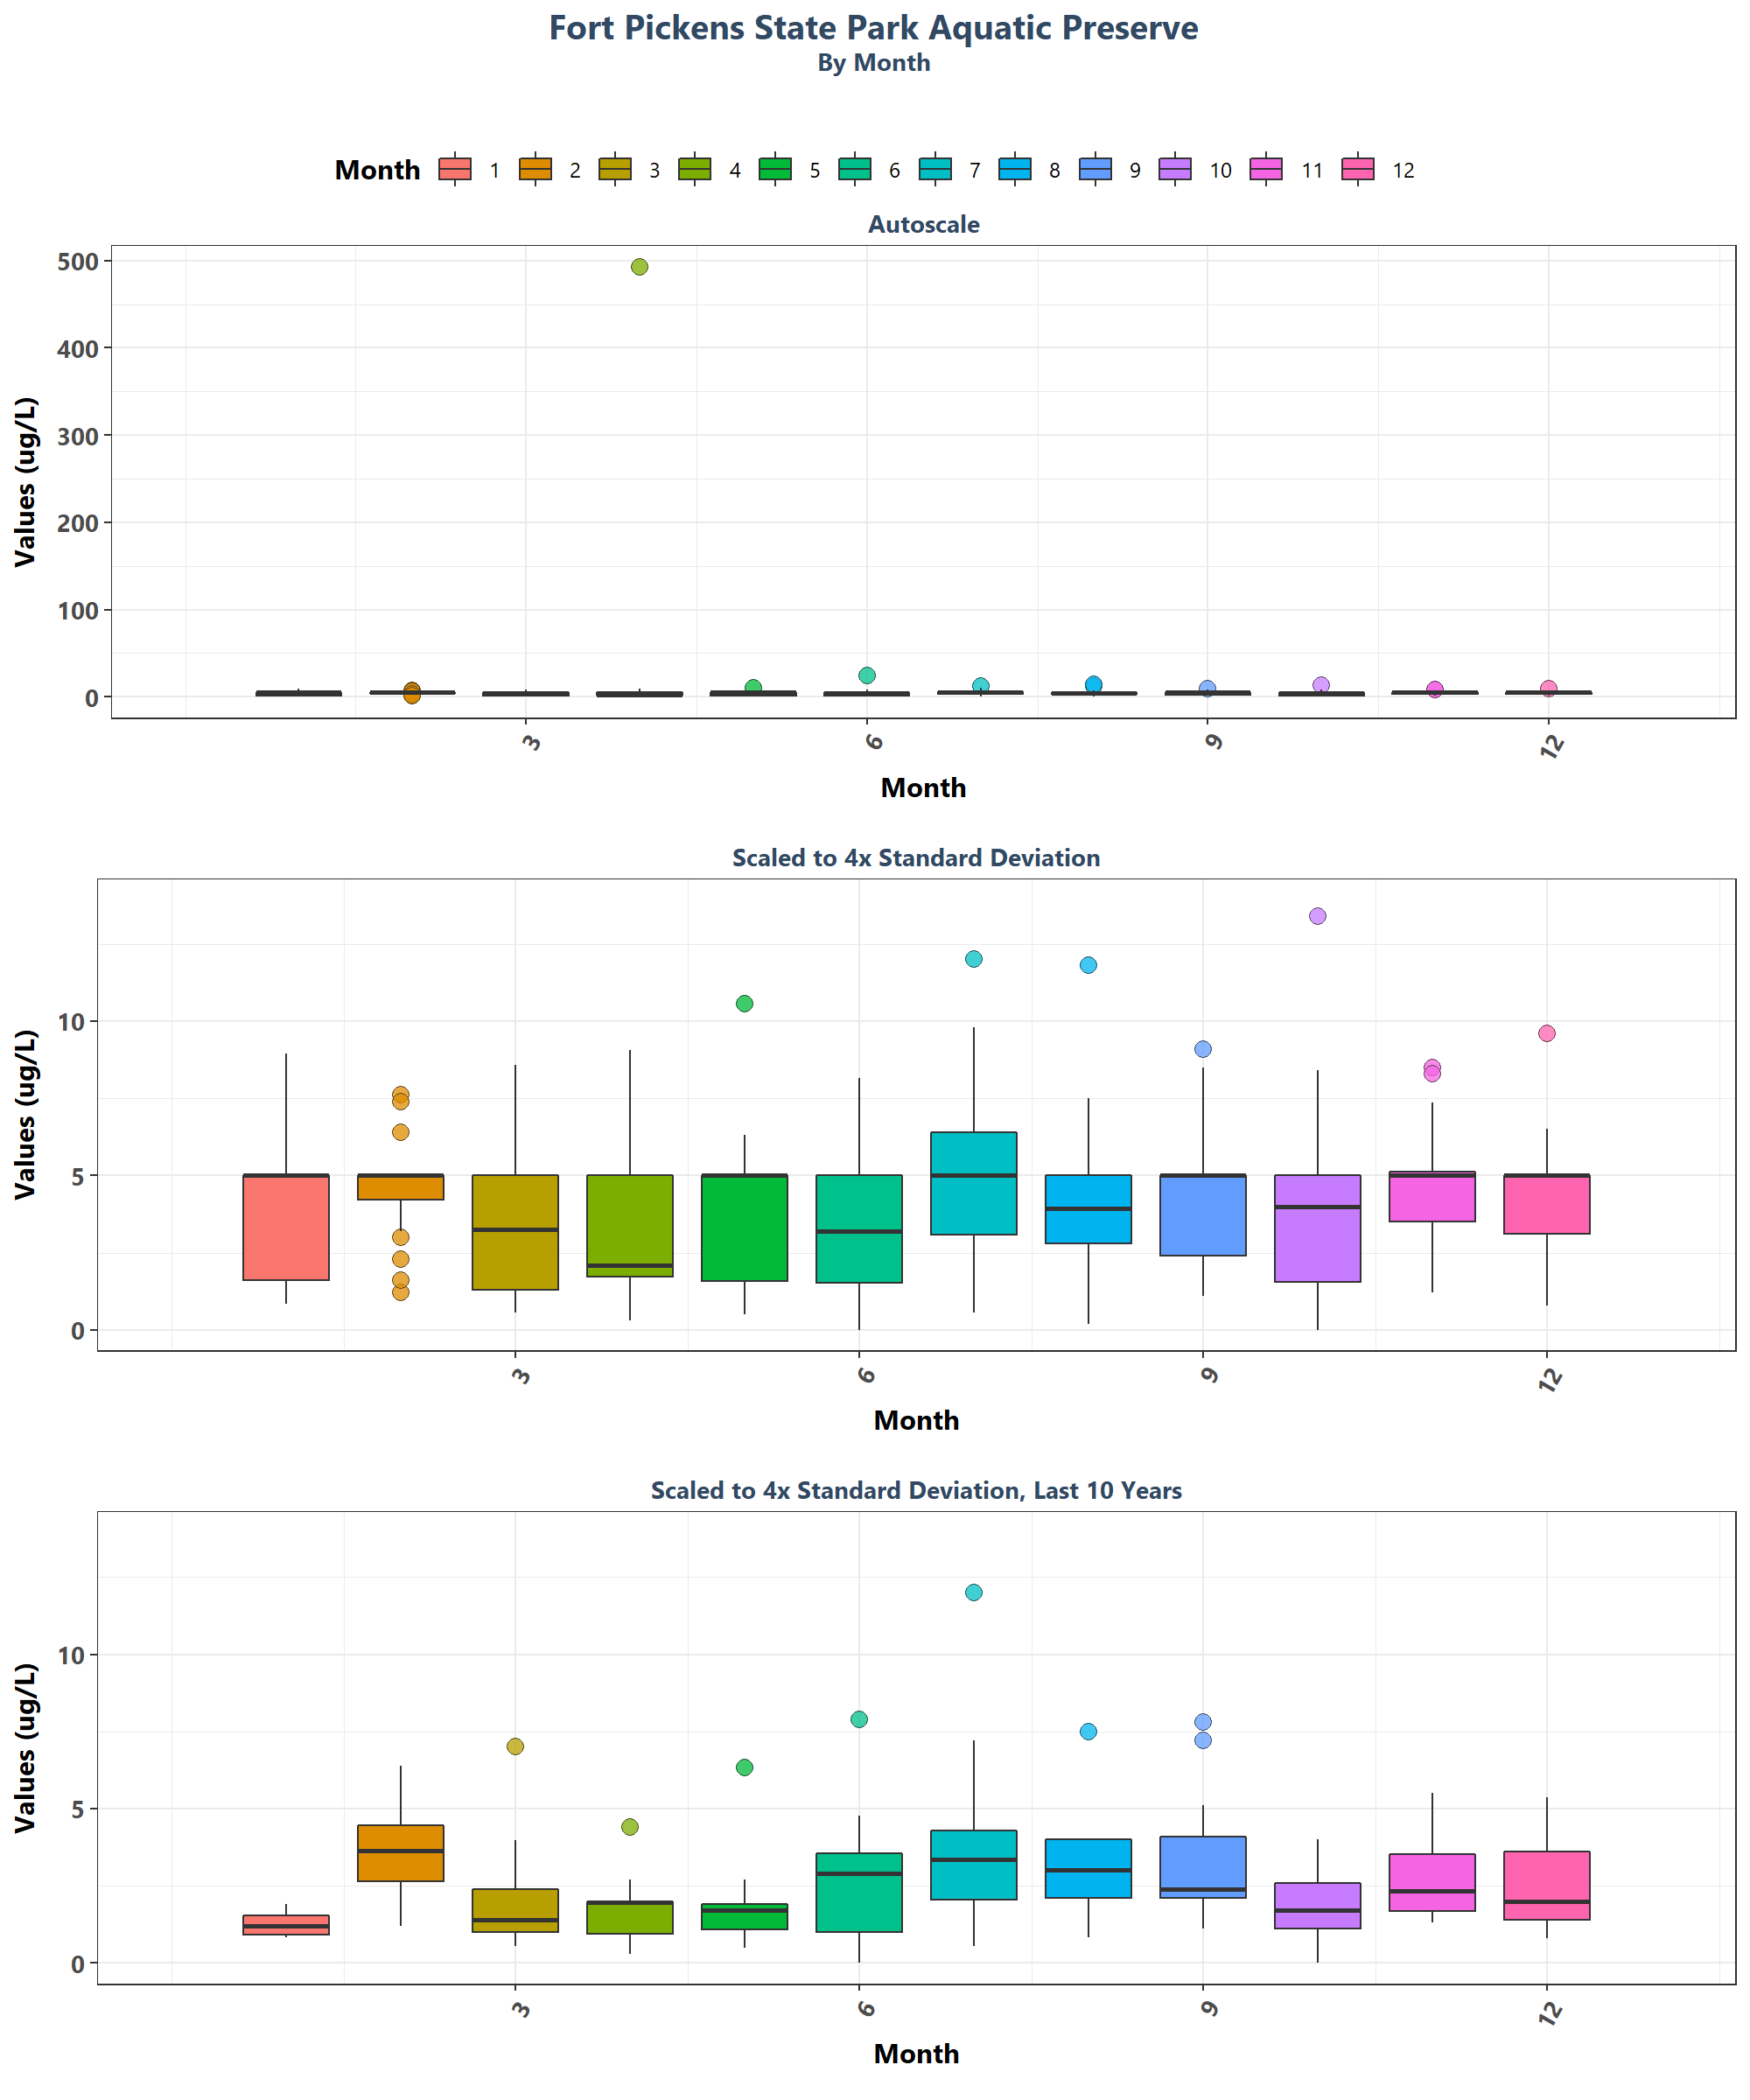 Fort Pickens State Park Aquatic Preserve
By Month
Month 1 2 3 4 5 6 7 8 9 10 11 12
Autoscale
Values (ug/L)
500
400
300
200
100
0
3 6 9 12
Month
Scaled to 4x Standard Deviation
Values (ug/L)
10
5
0
3 6 9 12
Month
Scaled to 4x Standard Deviation, Last 10 Years
Values (ug/L)
10
5
0
3 6 9 12
Month